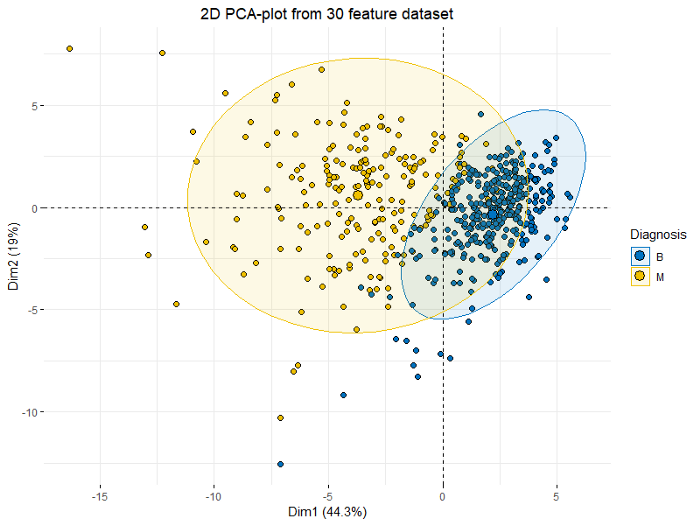 2D PCA-plot from 30 feature dataset
5
0
-5
-10
Dim2 (19%)
-15
-10
-5
0
5
Dim1 (44.3%)
Diagnosis
B
M